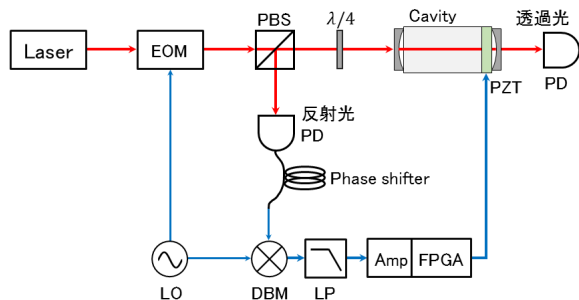 Laser
EOM
PBS
λ/4
Cavity
透過光
PD
PZT
反射光
PD
Phase shifter
LO
DBM
LP
Amp
FPGA